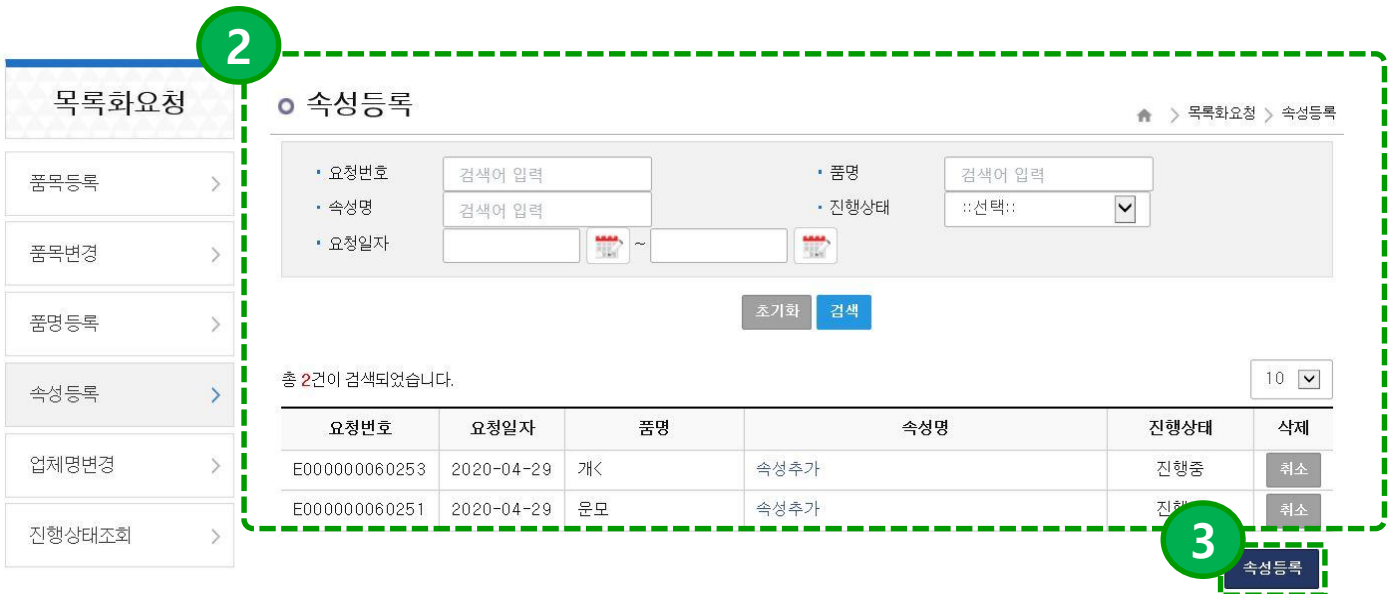 2
목록화요청
속성등록
> 목록화요청 > 속성등록
품목등록 >
품목변경 >
품명등록 >
속성등록 >
업체명변경 >
진행상태조회 >
· 요청번호 검색어 입력 · 품명 검색어 입력
· 속성명 검색어 입력 · 진행상태 ::선택::
· 요청일자 ~
초기화 검색
총 2건이 검색되었습니다. 10
요청번호 요청일자 품명 속성명 진행상태 삭제
E000000060253 2020-04-29 개< 속성추가 진행중 취소
E000000060251 2020-04-29 운모 속성추가 취소
3
속성등록